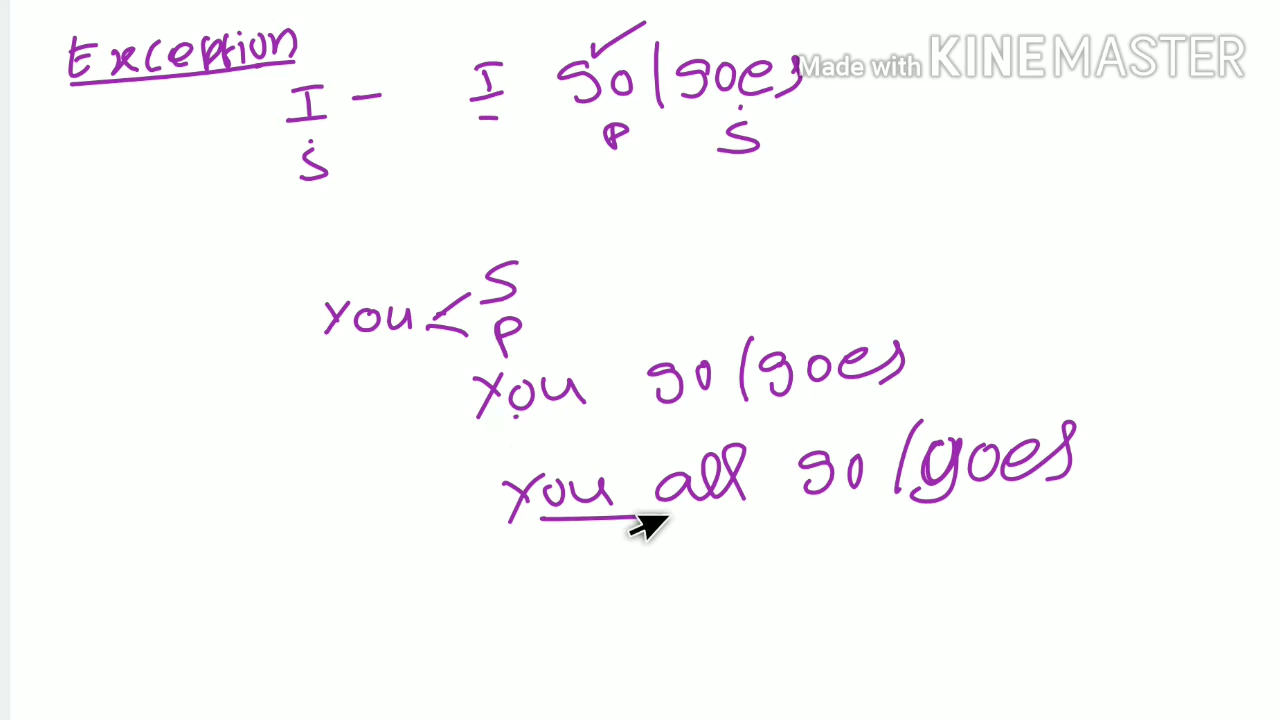 Exception
I - I go/goes
S P S
Made with KINEMASTER
You < S
P
You go/goes
You all go/goes